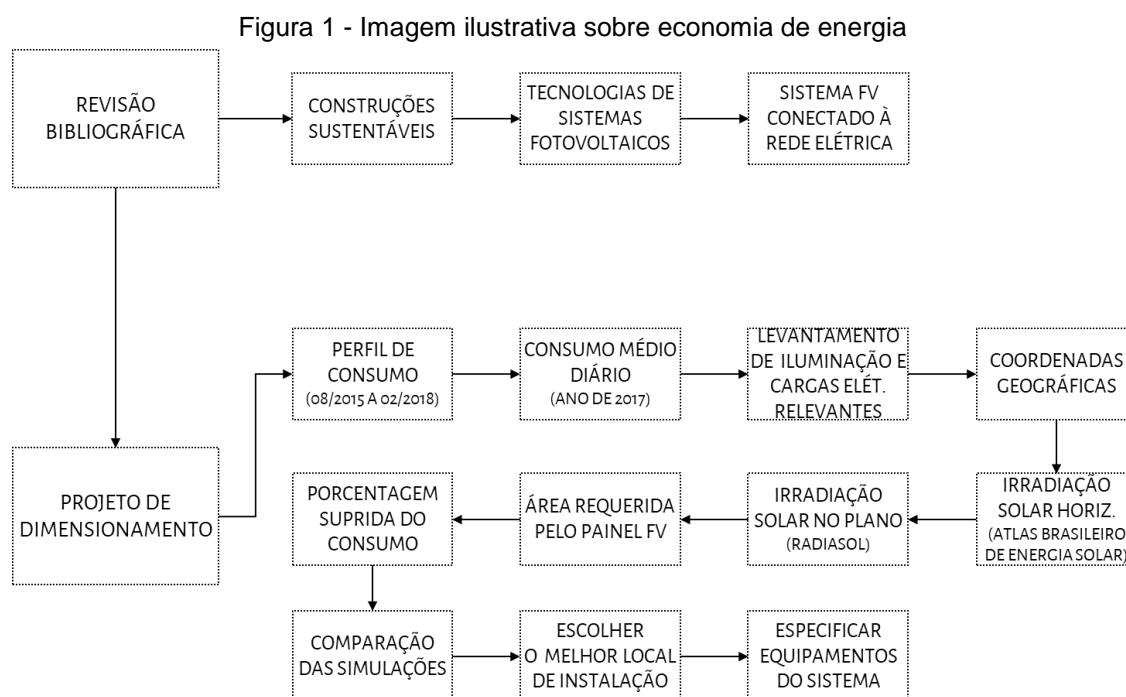 Figura 1 - Imagem ilustrativa sobre economia de energia
REVISÃO
BIBLIOGRÁFICA
CONSTRUÇÕES
SUSTENTÁVEIS
TECNOLOGIAS DE
SISTEMAS
FOTOVOLTAICOS
SISTEMA FV
CONECTADO À
REDE ELÉTRICA
PROJETO DE
DIMENSIONAMENTO
PERFIL DE
CONSUMO
(08/2015 A 02/2018)
CONSUMO MÉDIO
DIÁRIO
(ANO DE 2017)
LEVANTAMENTO
DE ILUMINAÇÃO E
CARGAS ELÉT.
RELEVANTES
COORDENADAS
GEOGRÁFICAS
IRRADIAÇÃO
SOLAR HORIZ.
(ATLAS BRASILEIRO
DE ENERGIA SOLAR)
IRRADIAÇÃO
SOLAR NO PLANO
(RADIASOL)
ÁREA REQUERIDA
PELO PAINEL FV
PORCENTAGEM
SUPRIDA DO
CONSUMO
COMPARAÇÃO
DAS SIMULAÇÕES
ESCOLHER
O MELHOR LOCAL
DE INSTALAÇÃO
ESPECIFICAR
EQUIPAMENTOS
DO SISTEMA